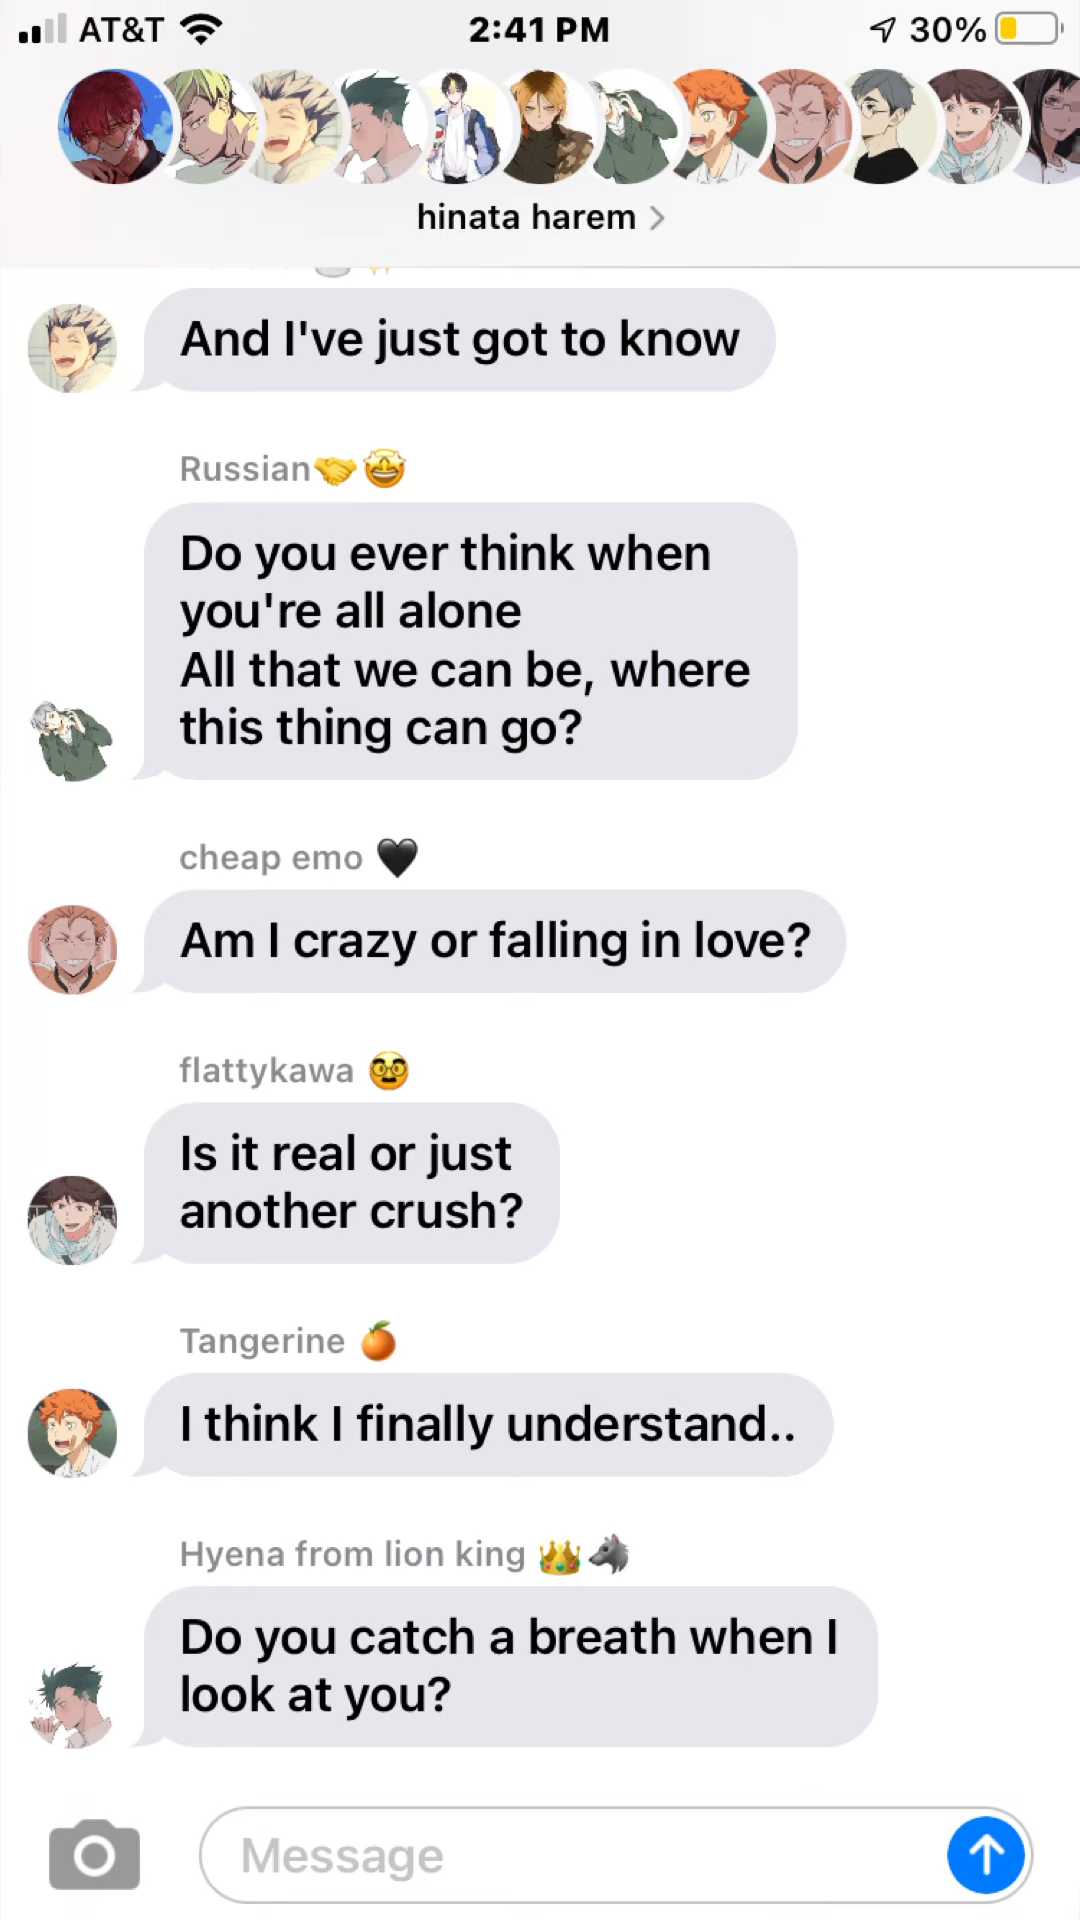 AT&T 2:41 PM 30%
hinata harem
And I've just got to know
Russian🤝🤩
Do you ever think when
you're all alone
All that we can be, where
this thing can go?
cheap emo 🖤
Am I crazy or falling in love?
flattykawa 🥸
Is it real or just
another crush?
Tangerine 🍊
I think I finally understand..
Hyena from lion king 👑🐺
Do you catch a breath when I
look at you?
Message